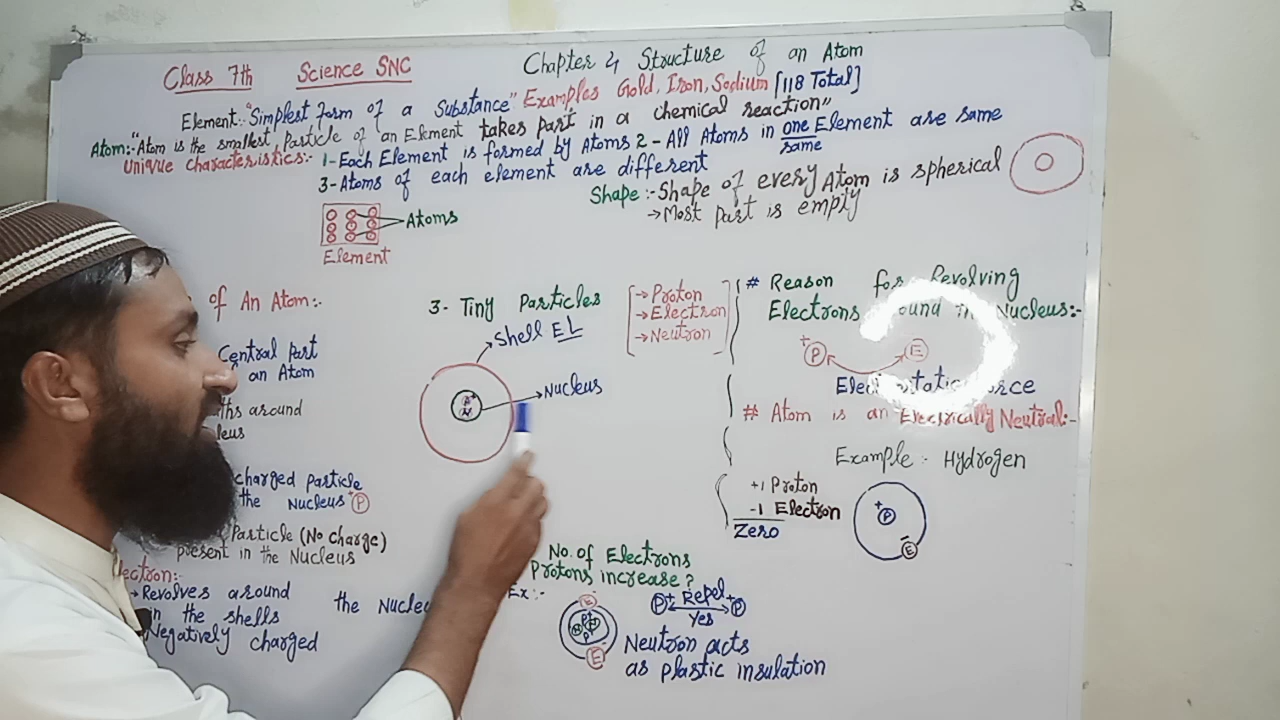 Class 7th Science SNC Chapter 4 Structure of an Atom
Element:- "Simplest form of a Substance" Examples Gold, Iron, Sodium [118 Total]
Atom:- "Atom is the smallest Particle of an Element takes part in a chemical reaction"
Uniqvue characteristics:- 1- Each Element is formed by Atoms 2- All Atoms in one Element are same
same
3- Atoms of each element are different
Shape:- Shape of every Atom is spherical
→ Most part is empty
Atoms
Element
of An Atom:-
Central Part
an Atom
around
charged particle
the Nucleus P+
Particle (No charge)
present in the Nucleus
→ Revolves around the
in the shells
Negatively charged
3- Tiny Particles
→ Proton
→ Electron
→ Neutron
Shell EL
P+
N
Nucleus
# Reason for Revolving
Electrons the Nucleus:-
+P E-
# Atom is an Electrically Neutral:-
Example:- Hydrogen
+1 Proton
-1 Electron
Zero
+P
-
E
No. of Electrons
Protons increase?
Ex:-
E
P+
N N
P+
E
P+ Repel +P
Yes
Neutron acts
as plastic insulation